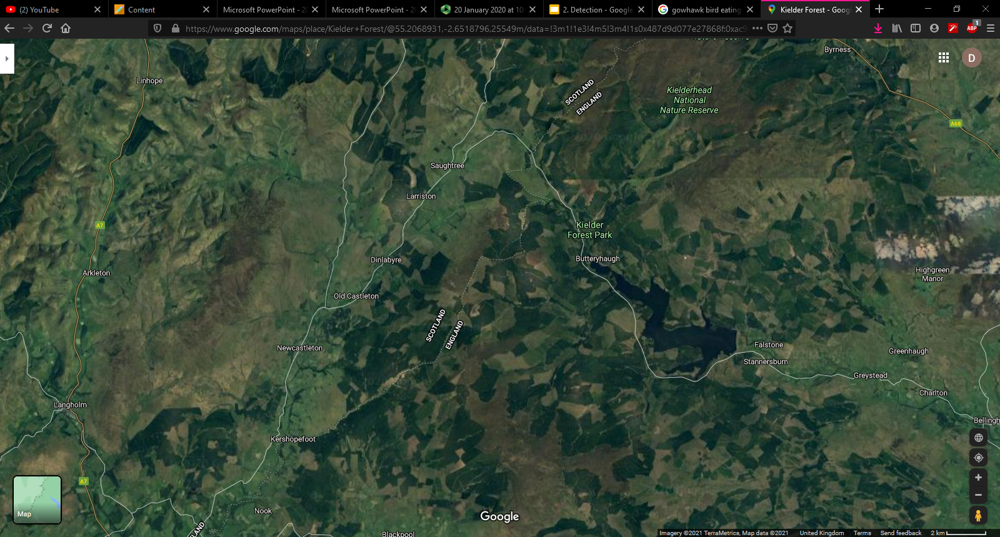 (2) YouTube
Content
Microsoft PowerPoint - 2
Microsoft PowerPoint - 2
20 January 2020 at 10
2. Detection - Google
gowhawk bird eating
Kielder Forest - Googl
https://www.google.com/maps/place/Kielder+Forest/@55.2068931,-2.6518796,25549m/data=!3m1!1e3!4m5!3m4!1s0x487d9d077e27868f:0xac9
ABP
1
Nature Reserve
Byrness
D
Linhope
SCOTLAND
ENGLAND
Kielderhead
National
Nature Reserve
A68
Saughtree
Larriston
A7
Kielder
Forest Park
Dinlabyre
Butteryhaugh
Arkleton
Highgreen
Manor
Old Castleton
SCOTLAND
ENGLAND
Newcastleton
Falstone
Greenhaugh
Stannersburn
Greystead
Charlton
Langholm
Bellingh
Kershopefoot
A7
Map
Nook
Google
TLAND
Blackpool
Imagery ©2021 TerraMetrics, Map data ©2021
United Kingdom
Terms
Send feedback
2 km